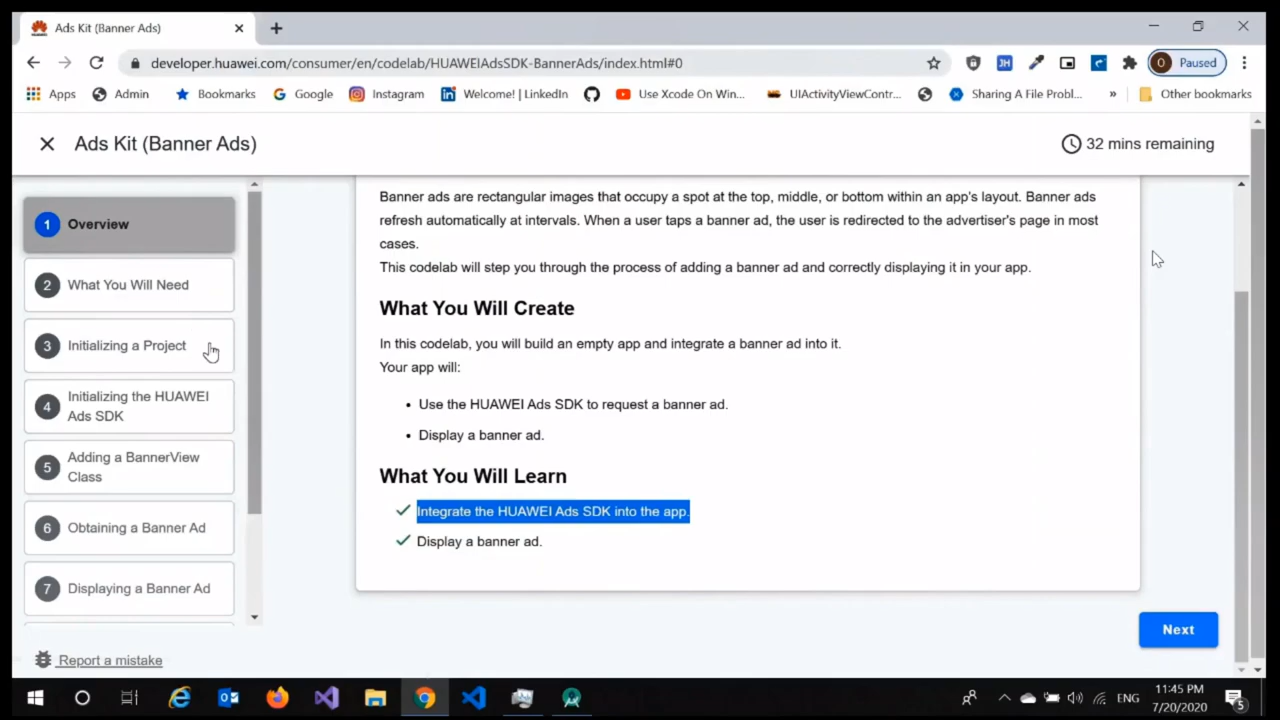 Ads Kit (Banner Ads)
developer.huawei.com/consumer/en/codelab/HUAWEIAdsSDK-BannerAds/index.html#0
JH
O Paused
Apps Admin Bookmarks Google Instagram Welcome! | LinkedIn Use Xcode On Win... UIActivityViewContr... Sharing A File Probl... » Other bookmarks
Ads Kit (Banner Ads)
32 mins remaining
1 Overview
2 What You Will Need
3 Initializing a Project
4 Initializing the HUAWEI
Ads SDK
5 Adding a BannerView
Class
6 Obtaining a Banner Ad
7 Displaying a Banner Ad
Report a mistake
Banner ads are rectangular images that occupy a spot at the top, middle, or bottom within an app's layout. Banner ads
refresh automatically at intervals. When a user taps a banner ad, the user is redirected to the advertiser's page in most
cases.
This codelab will step you through the process of adding a banner ad and correctly displaying it in your app.
What You Will Create
In this codelab, you will build an empty app and integrate a banner ad into it.
Your app will:
• Use the HUAWEI Ads SDK to request a banner ad.
• Display a banner ad.
What You Will Learn
Integrate the HUAWEI Ads SDK into the app.
Display a banner ad.
Next
ENG
11:45 PM
7/20/2020
5